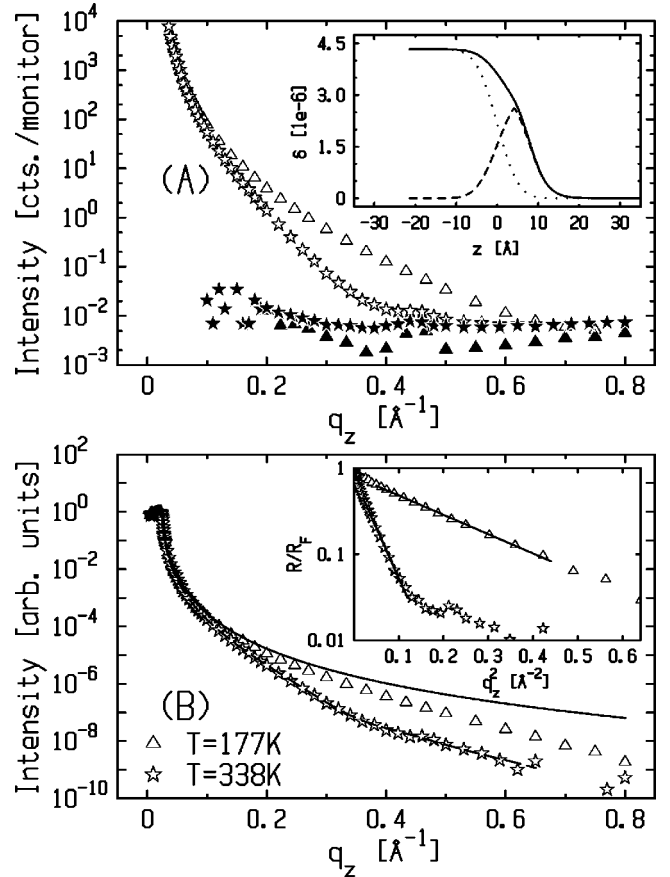 10^4
10^3
10^2
10^1
10^0
10^-1
10^-2
10^-3
Intensity [cts./monitor]
(A)
4.5
3.0
1.5
0
δ [1e-6]
-30 -20 -10 0 10 20 30
z [Å]
0 0.2 0.4 0.6 0.8
q_z [Å^-1]
10^2
10^0
10^-2
10^-4
10^-6
10^-8
10^-10
Intensity [arb. units]
1
0.1
0.01
R/R_F
0.1 0.2 0.3 0.4 0.5 0.6
q_z^2 [Å^-2]
(B)
△ T=177K
☆ T=338K
0 0.2 0.4 0.6 0.8
q_z [Å^-1]